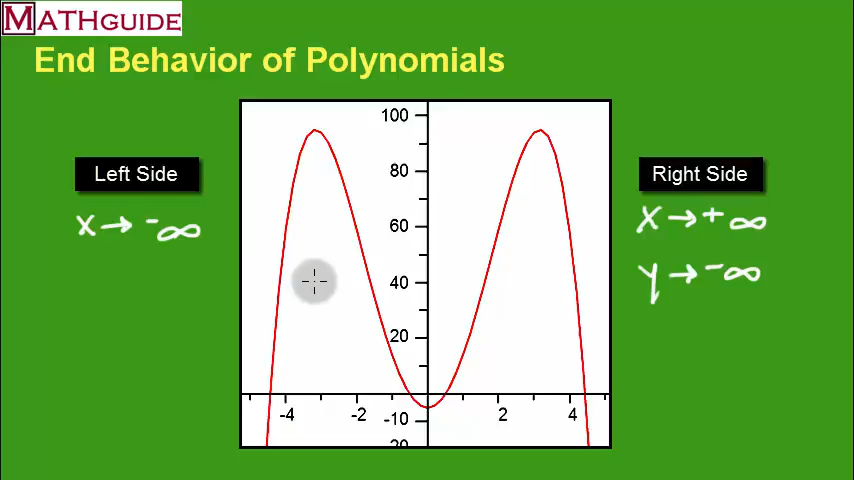 MATHGUIDE
End Behavior of Polynomials
Left Side
x → -∞
Right Side
x → +∞
y → -∞
100
80
60
40
20
-4 -2 2 4
-10
20